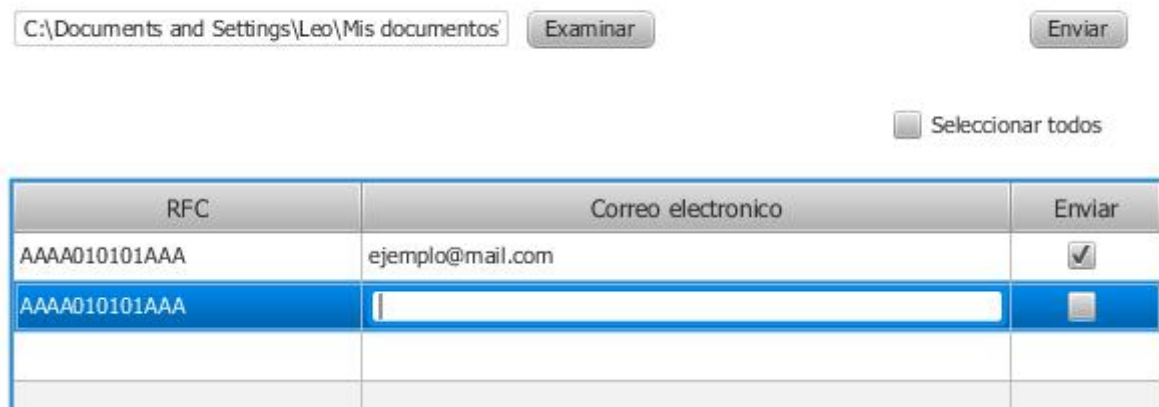 C:\Documents and Settings\Leo\Mis documentos\ Examinar Enviar
Seleccionar todos
RFC Correo electronico Enviar
AAAA010101AAA ejemplo@mail.com
AAAA010101AAA